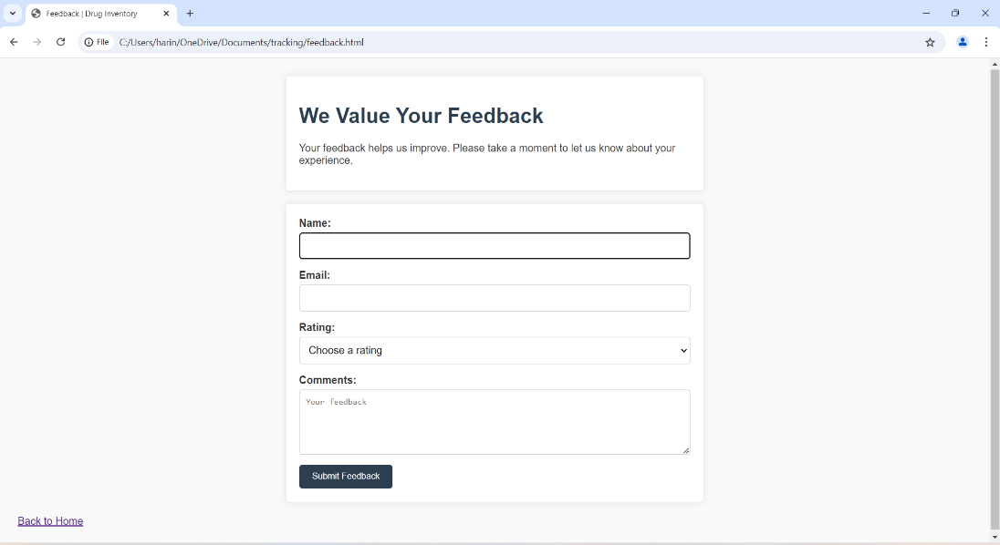 Feedback | Drug Inventory
File
C:/Users/harin/OneDrive/Documents/tracking/feedback.html
We Value Your Feedback
Your feedback helps us improve. Please take a moment to let us know about your
experience.
Name:
Email:
Rating:
Choose a rating
Comments:
Your feedback
Submit Feedback
Back to Home